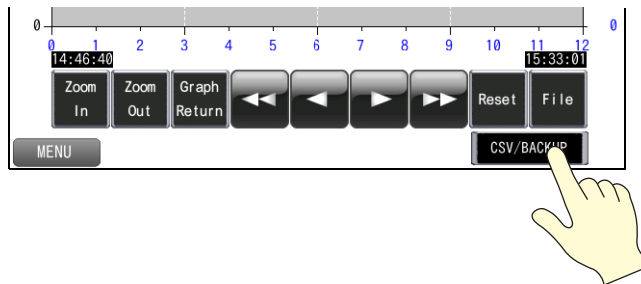 0 0
0 1 2 3 4 5 6 7 8 9 10 11 12
14:46:40 15:33:01
Zoom In Zoom Out Graph Return Reset File
MENU CSV/BACKUP